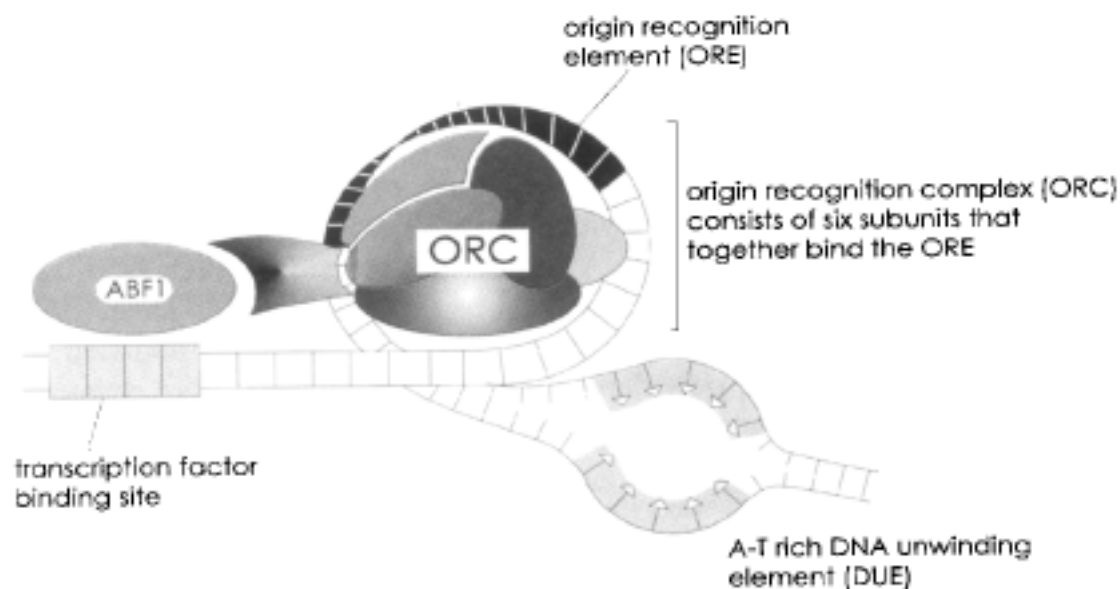 origin recognition
element (ORE)
origin recognition complex (ORC)
consists of six subunits that
together bind the ORE
ORC
ABF1
transcription factor
binding site
A-T rich DNA unwinding
element (DUE)